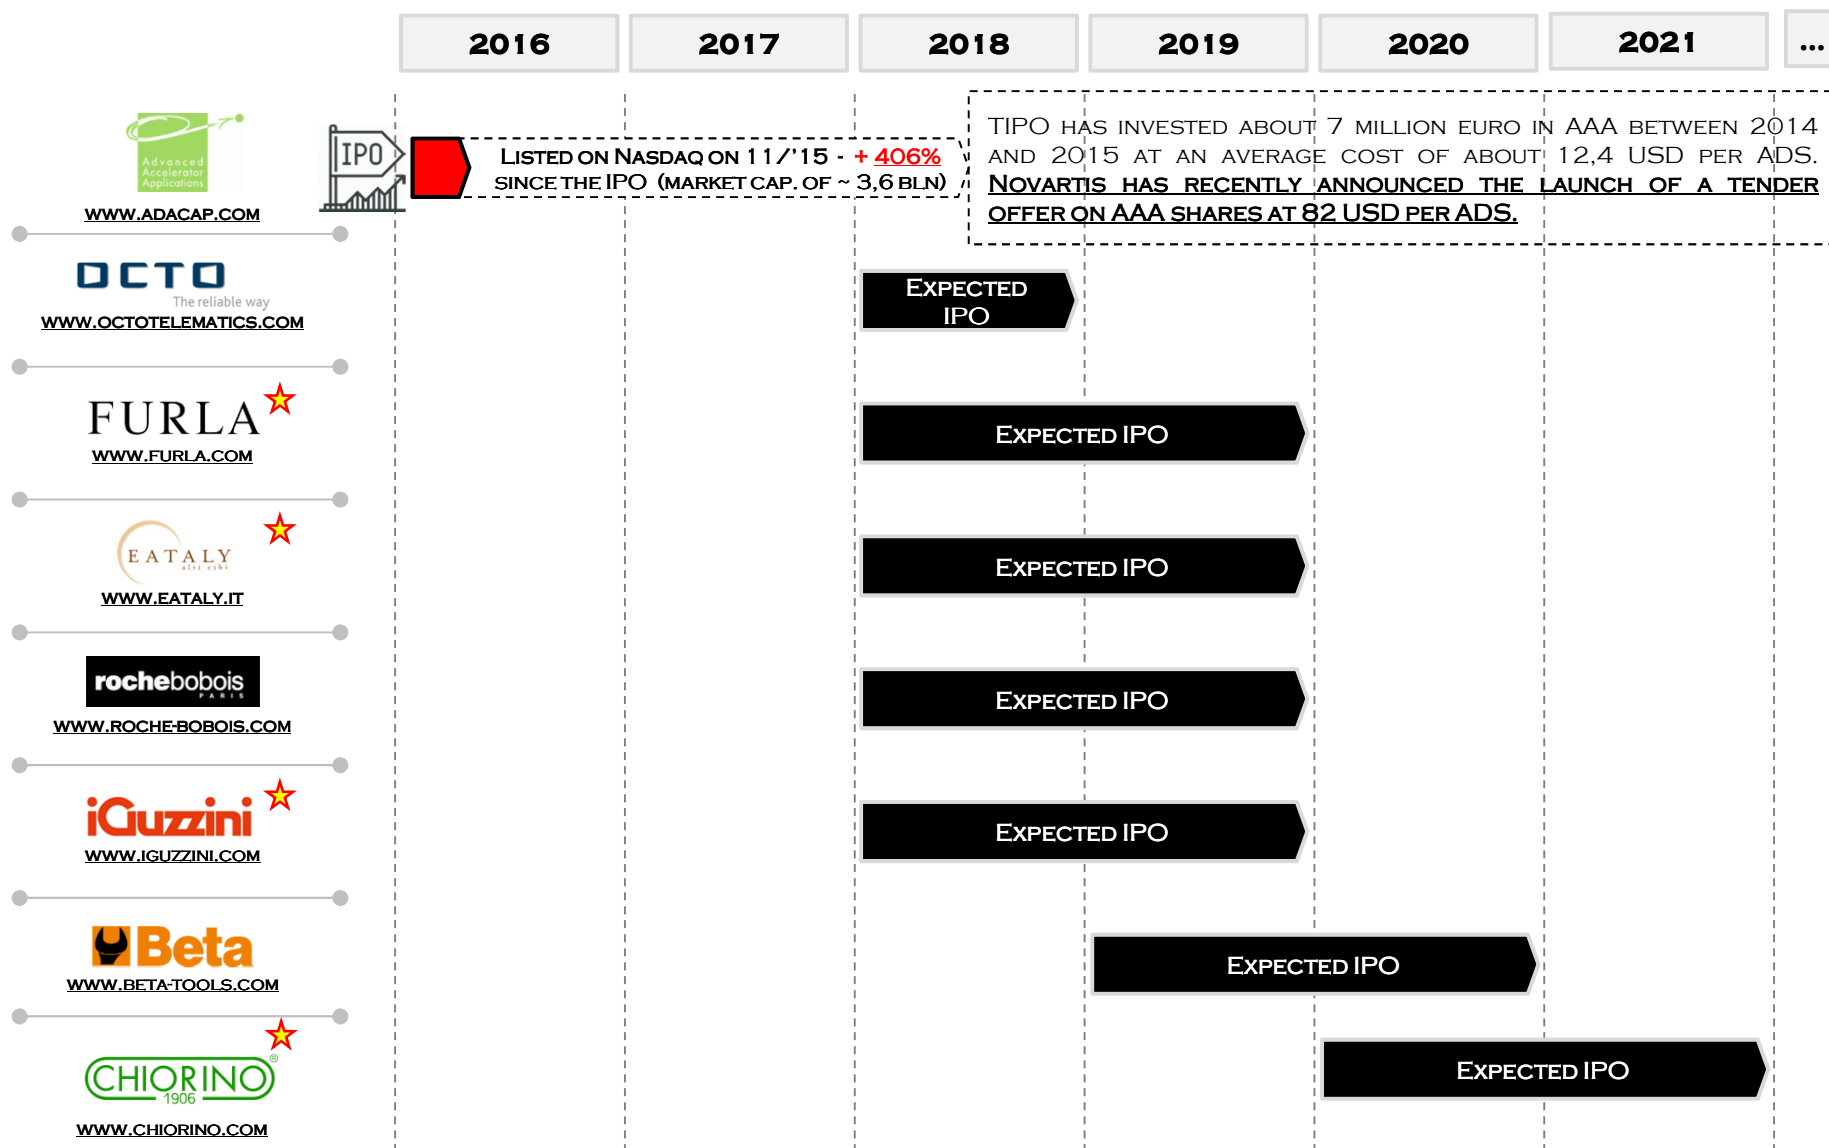 2016 2017 2018 2019 2020 2021 ...
Advanced
Accelerator
Applications
WWW.ADACAP.COM
IPO
LISTED ON NASDAQ ON 11/'15 - + 406%
SINCE THE IPO (MARKET CAP. OF ~ 3,6 BLN)
TIPO HAS INVESTED ABOUT 7 MILLION EURO IN AAA BETWEEN 2014
AND 2015 AT AN AVERAGE COST OF ABOUT 12,4 USD PER ADS.
NOVARTIS HAS RECENTLY ANNOUNCED THE LAUNCH OF A TENDER
OFFER ON AAA SHARES AT 82 USD PER ADS.
OCTO
The reliable way
WWW.OCTOTELEMATICS.COM
EXPECTED
IPO
FURLA
WWW.FURLA.COM
EXPECTED IPO
EATALY
alti cibi
WWW.EATALY.IT
EXPECTED IPO
rochebobois
PARIS
WWW.ROCHE-BOBOIS.COM
EXPECTED IPO
iGuzzini
WWW.IGUZZINI.COM
EXPECTED IPO
Beta
WWW.BETA-TOOLS.COM
EXPECTED IPO
CHIORINO®
1906
WWW.CHIORINO.COM
EXPECTED IPO